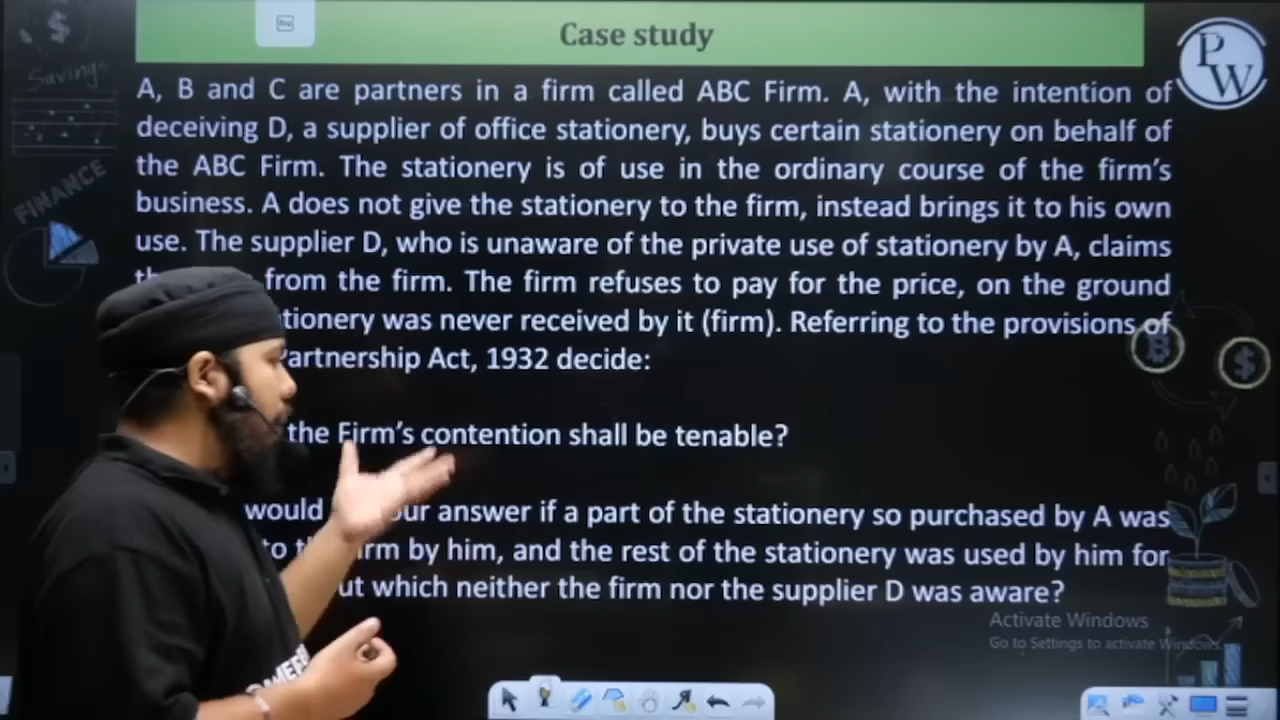 Case study
P
W
Savings
FINANCE
A, B and C are partners in a firm called ABC Firm. A, with the intention of
deceiving D, a supplier of office stationery, buys certain stationery on behalf of
the ABC Firm. The stationery is of use in the ordinary course of the firm's
business. A does not give the stationery to the firm, instead brings it to his own
use. The supplier D, who is unaware of the private use of stationery by A, claims
from the firm. The firm refuses to pay for the price, on the ground
was never received by it (firm). Referring to the provisions of
Partnership Act, 1932 decide:
the Firm's contention shall be tenable?
would answer if a part of the stationery so purchased by A was
by him, and the rest of the stationery was used by him for
which neither the firm nor the supplier D was aware?
Activate Windows
Go to Settings to activate Windows.